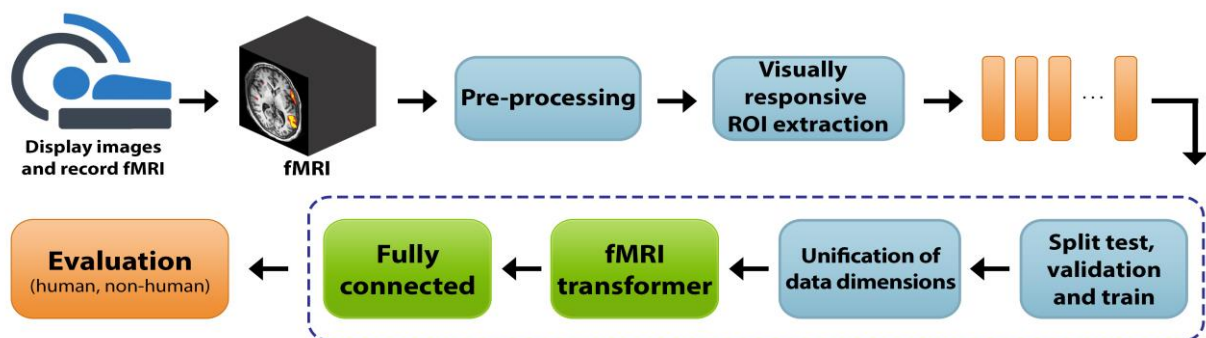 Display images
and record fMRI
fMRI
Pre-processing
Visually
responsive
ROI extraction
...
Split test,
validation
and train
Unification of
data dimensions
fMRI
transformer
Fully
connected
Evaluation
(human, non-human)